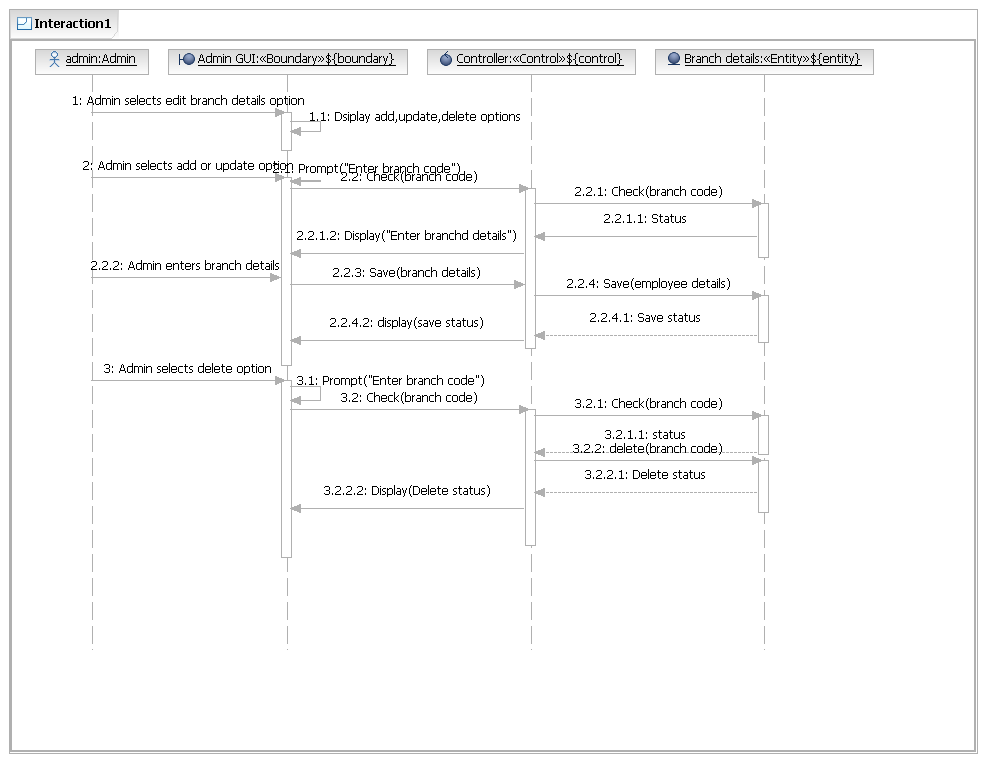 Interaction1
admin:Admin
Admin GUI:«Boundary»${boundary}
Controller:«Control»${control}
Branch details:«Entity»${entity}
1: Admin selects edit branch details option
1.1: Dsiplay add,update,delete options
2: Admin selects add or update option
2.1: Prompt("Enter branch code")
2.2: Check(branch code)
2.2.1: Check(branch code)
2.2.1.1: Status
2.2.1.2: Display("Enter branchd details")
2.2.2: Admin enters branch details
2.2.3: Save(branch details)
2.2.4: Save(employee details)
2.2.4.1: Save status
2.2.4.2: display(save status)
3: Admin selects delete option
3.1: Prompt("Enter branch code")
3.2: Check(branch code)
3.2.1: Check(branch code)
3.2.1.1: status
3.2.2: delete(branch code)
3.2.2.1: Delete status
3.2.2.2: Display(Delete status)